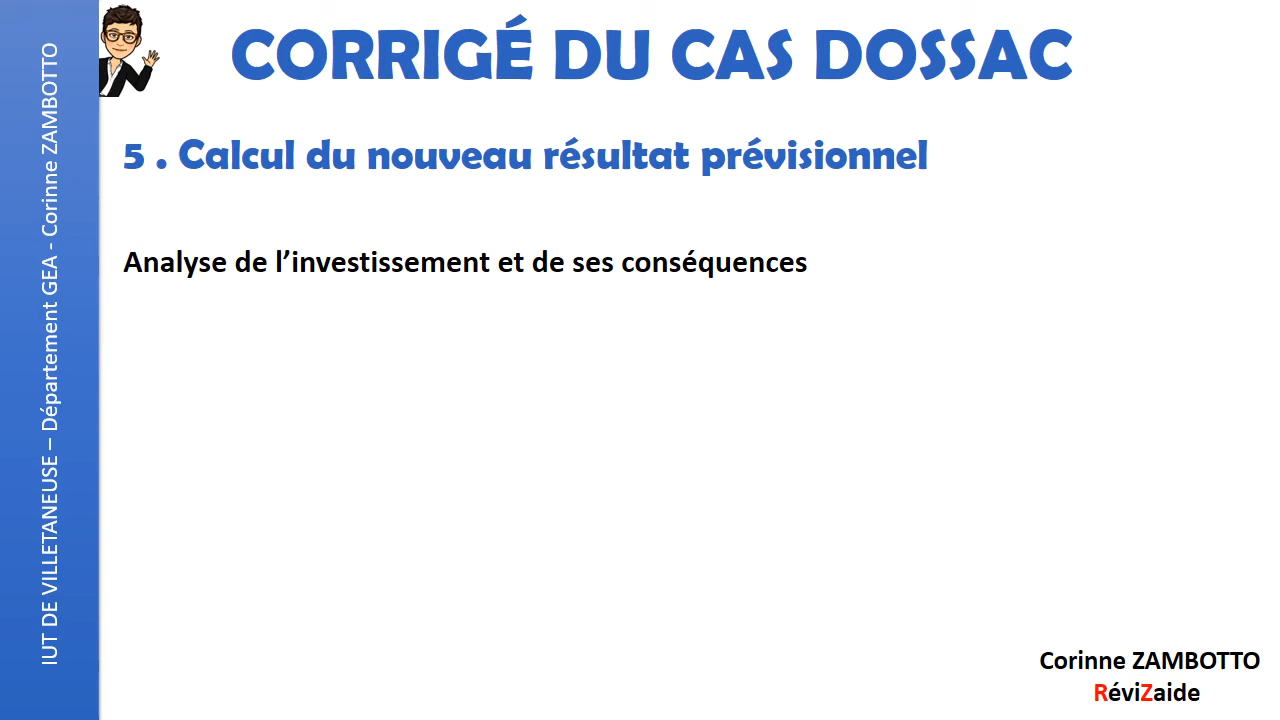 IUT DE VILLETANEUSE – Département GEA - Corinne ZAMBOTTO
CORRIGÉ DU CAS DOSSAC
5 . Calcul du nouveau résultat prévisionnel
Analyse de l’investissement et de ses conséquences
Corinne ZAMBOTTO
RéviZaide